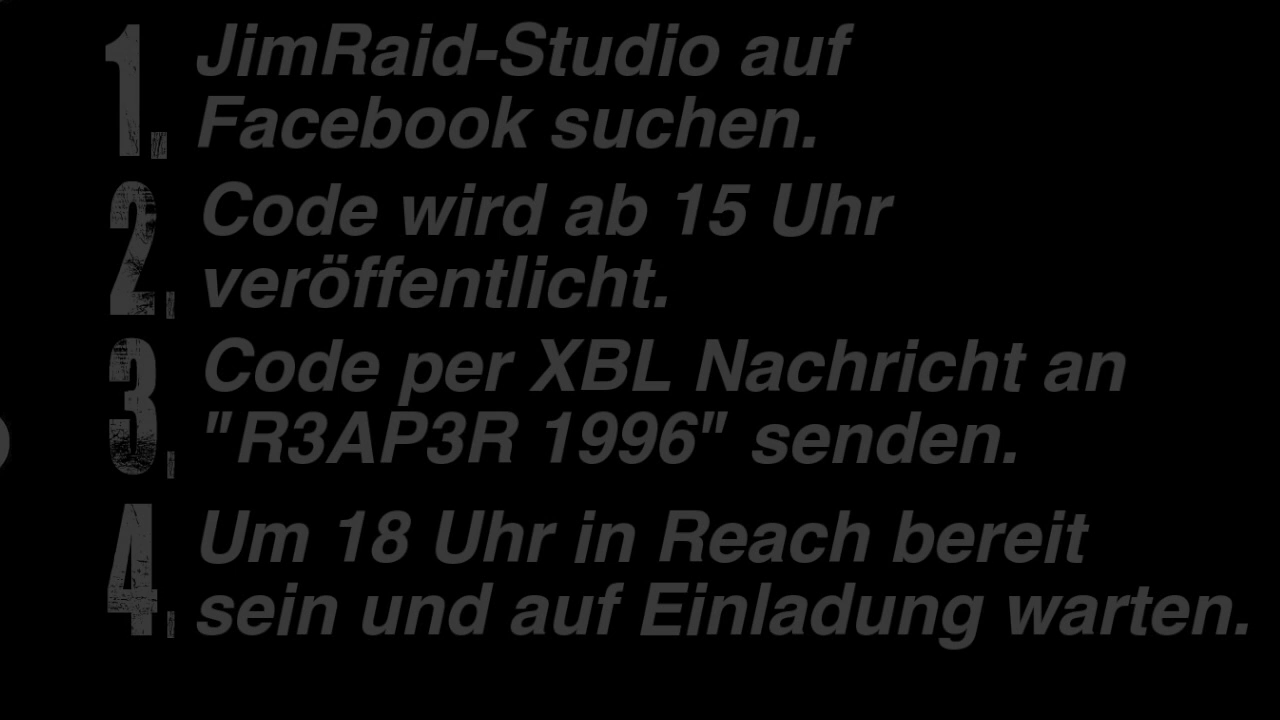 1. JimRaid-Studio auf
Facebook suchen.
2. Code wird ab 15 Uhr
veröffentlicht.
3. Code per XBL Nachricht an
"R3AP3R 1996" senden.
4. Um 18 Uhr in Reach bereit
sein und auf Einladung warten.